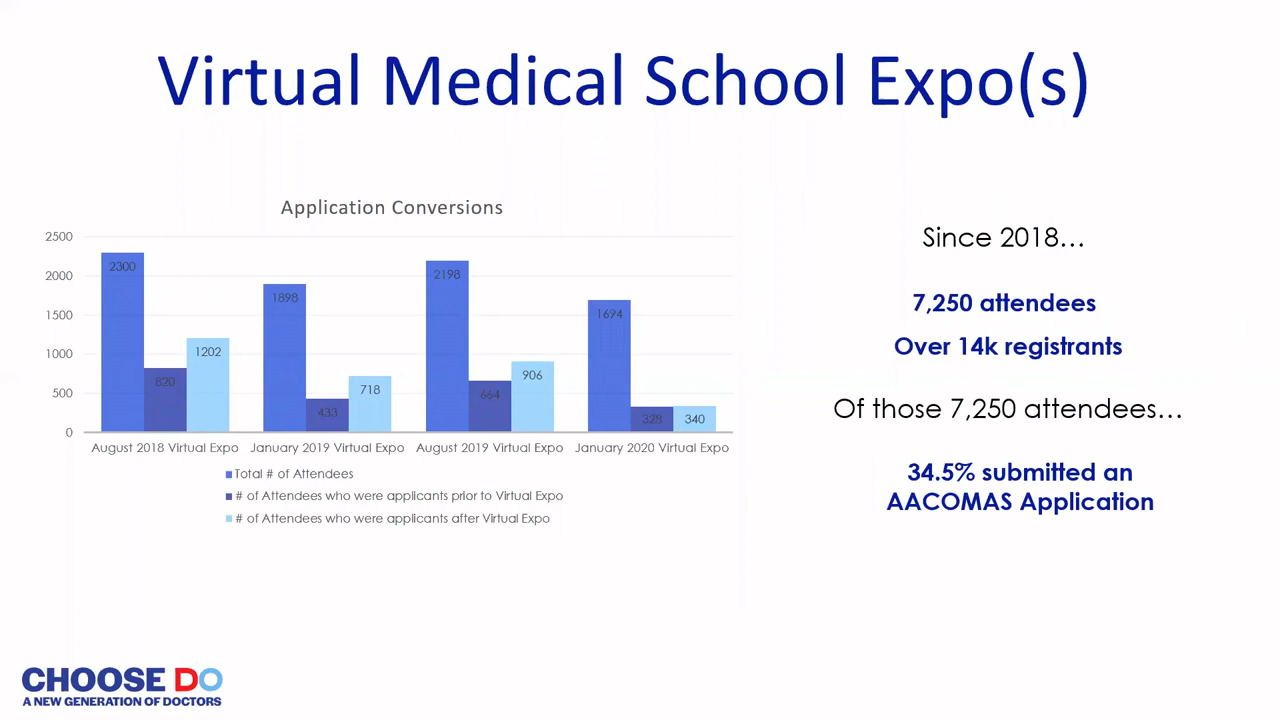 Virtual Medical School Expo(s)
Application Conversions
2500
2000
1500
1000
500
0
2300
820
1202
1898
433
718
2198
664
906
1694
328
340
August 2018 Virtual Expo
January 2019 Virtual Expo
August 2019 Virtual Expo
January 2020 Virtual Expo
Total # of Attendees
# of Attendees who were applicants prior to Virtual Expo
# of Attendees who were applicants after Virtual Expo
Since 2018...
7,250 attendees
Over 14k registrants
Of those 7,250 attendees...
34.5% submitted an
AACOMAS Application
CHOOSE DO
A NEW GENERATION OF DOCTORS